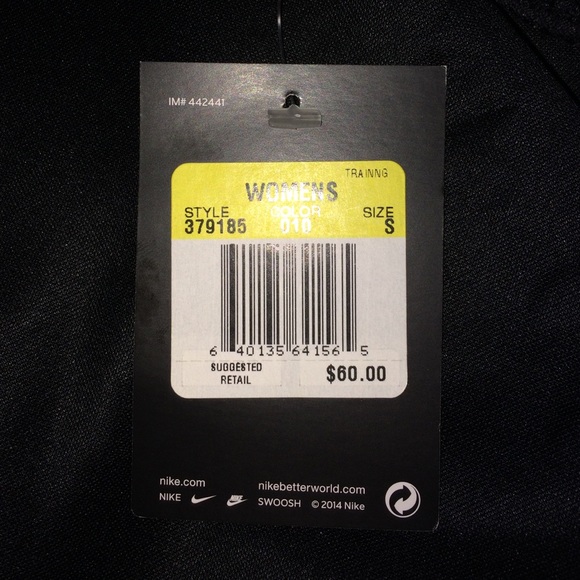 IM# 442441
TRAINNG
WOMENS
STYLE COLOR SIZE
379185 010 S
6 40135 64156 5
SUGGESTED RETAIL $60.00
nike.com nikebetterworld.com
NIKE SWOOSH © 2014 Nike